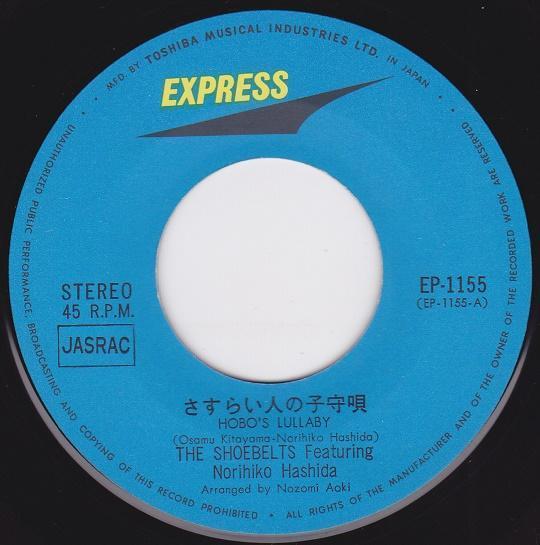 · MFD. BY TOSHIBA MUSICAL INDUSTRIES LTD. IN JAPAN ·
EXPRESS
UNAUTHORIZED PUBLIC PERFORMANCE, BROADCASTING AND COPYING OF THIS RECORD PROHIBITED · ALL RIGHTS OF THE MANUFACTURER AND OF THE OWNER OF THE RECORDED WORK ARE RESERVED
STEREO
45 R.P.M.
JASRAC
EP-1155
(EP-1155-A)
さすらい人の子守唄
HOBO'S LULLABY
(Osamu Kitayama-Norihiko Hashida)
THE SHOEBELTS Featuring
Norihiko Hashida
Arranged by Nozomi Aoki